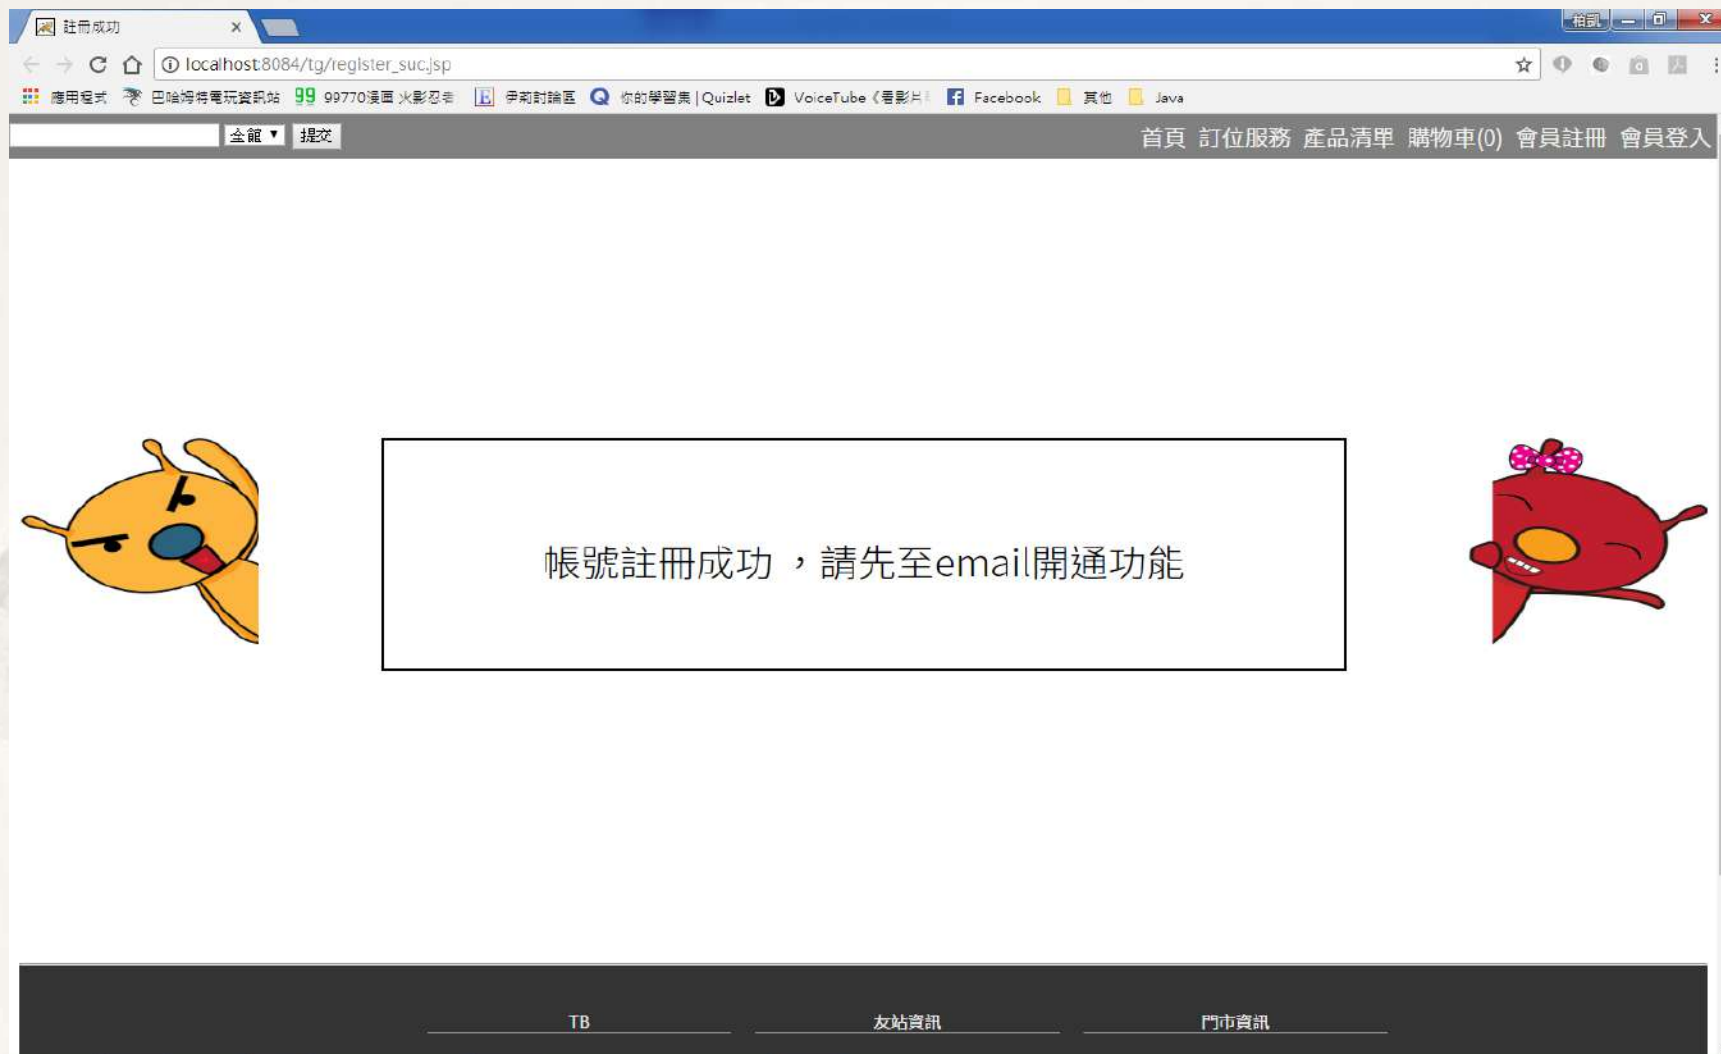 註冊成功
柏凱
localhost:8084/tg/register_suc.jsp
應用程式 巴哈姆特電玩資訊站 99 99770漫畫 火影忍者 E 伊莉討論區 Q 你的學習集 | Quizlet VoiceTube《看影片 f Facebook 其他 Java
全館 提交 首頁 訂位服務 產品清單 購物車(0) 會員註冊 會員登入
帳號註冊成功，請先至email開通功能
TB 友站資訊 門市資訊